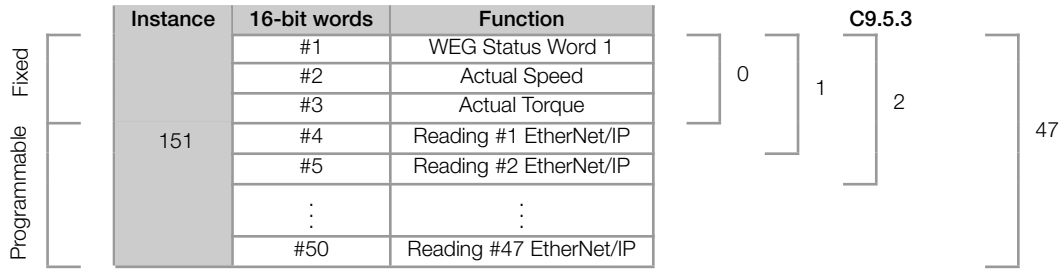 Instance 16-bit words Function C9.5.3
Fixed
#1 WEG Status Word 1
#2 Actual Speed 0
#3 Actual Torque 1 2
Programmable
151 #4 Reading #1 EtherNet/IP 47
#5 Reading #2 EtherNet/IP
⋮ ⋮
#50 Reading #47 EtherNet/IP